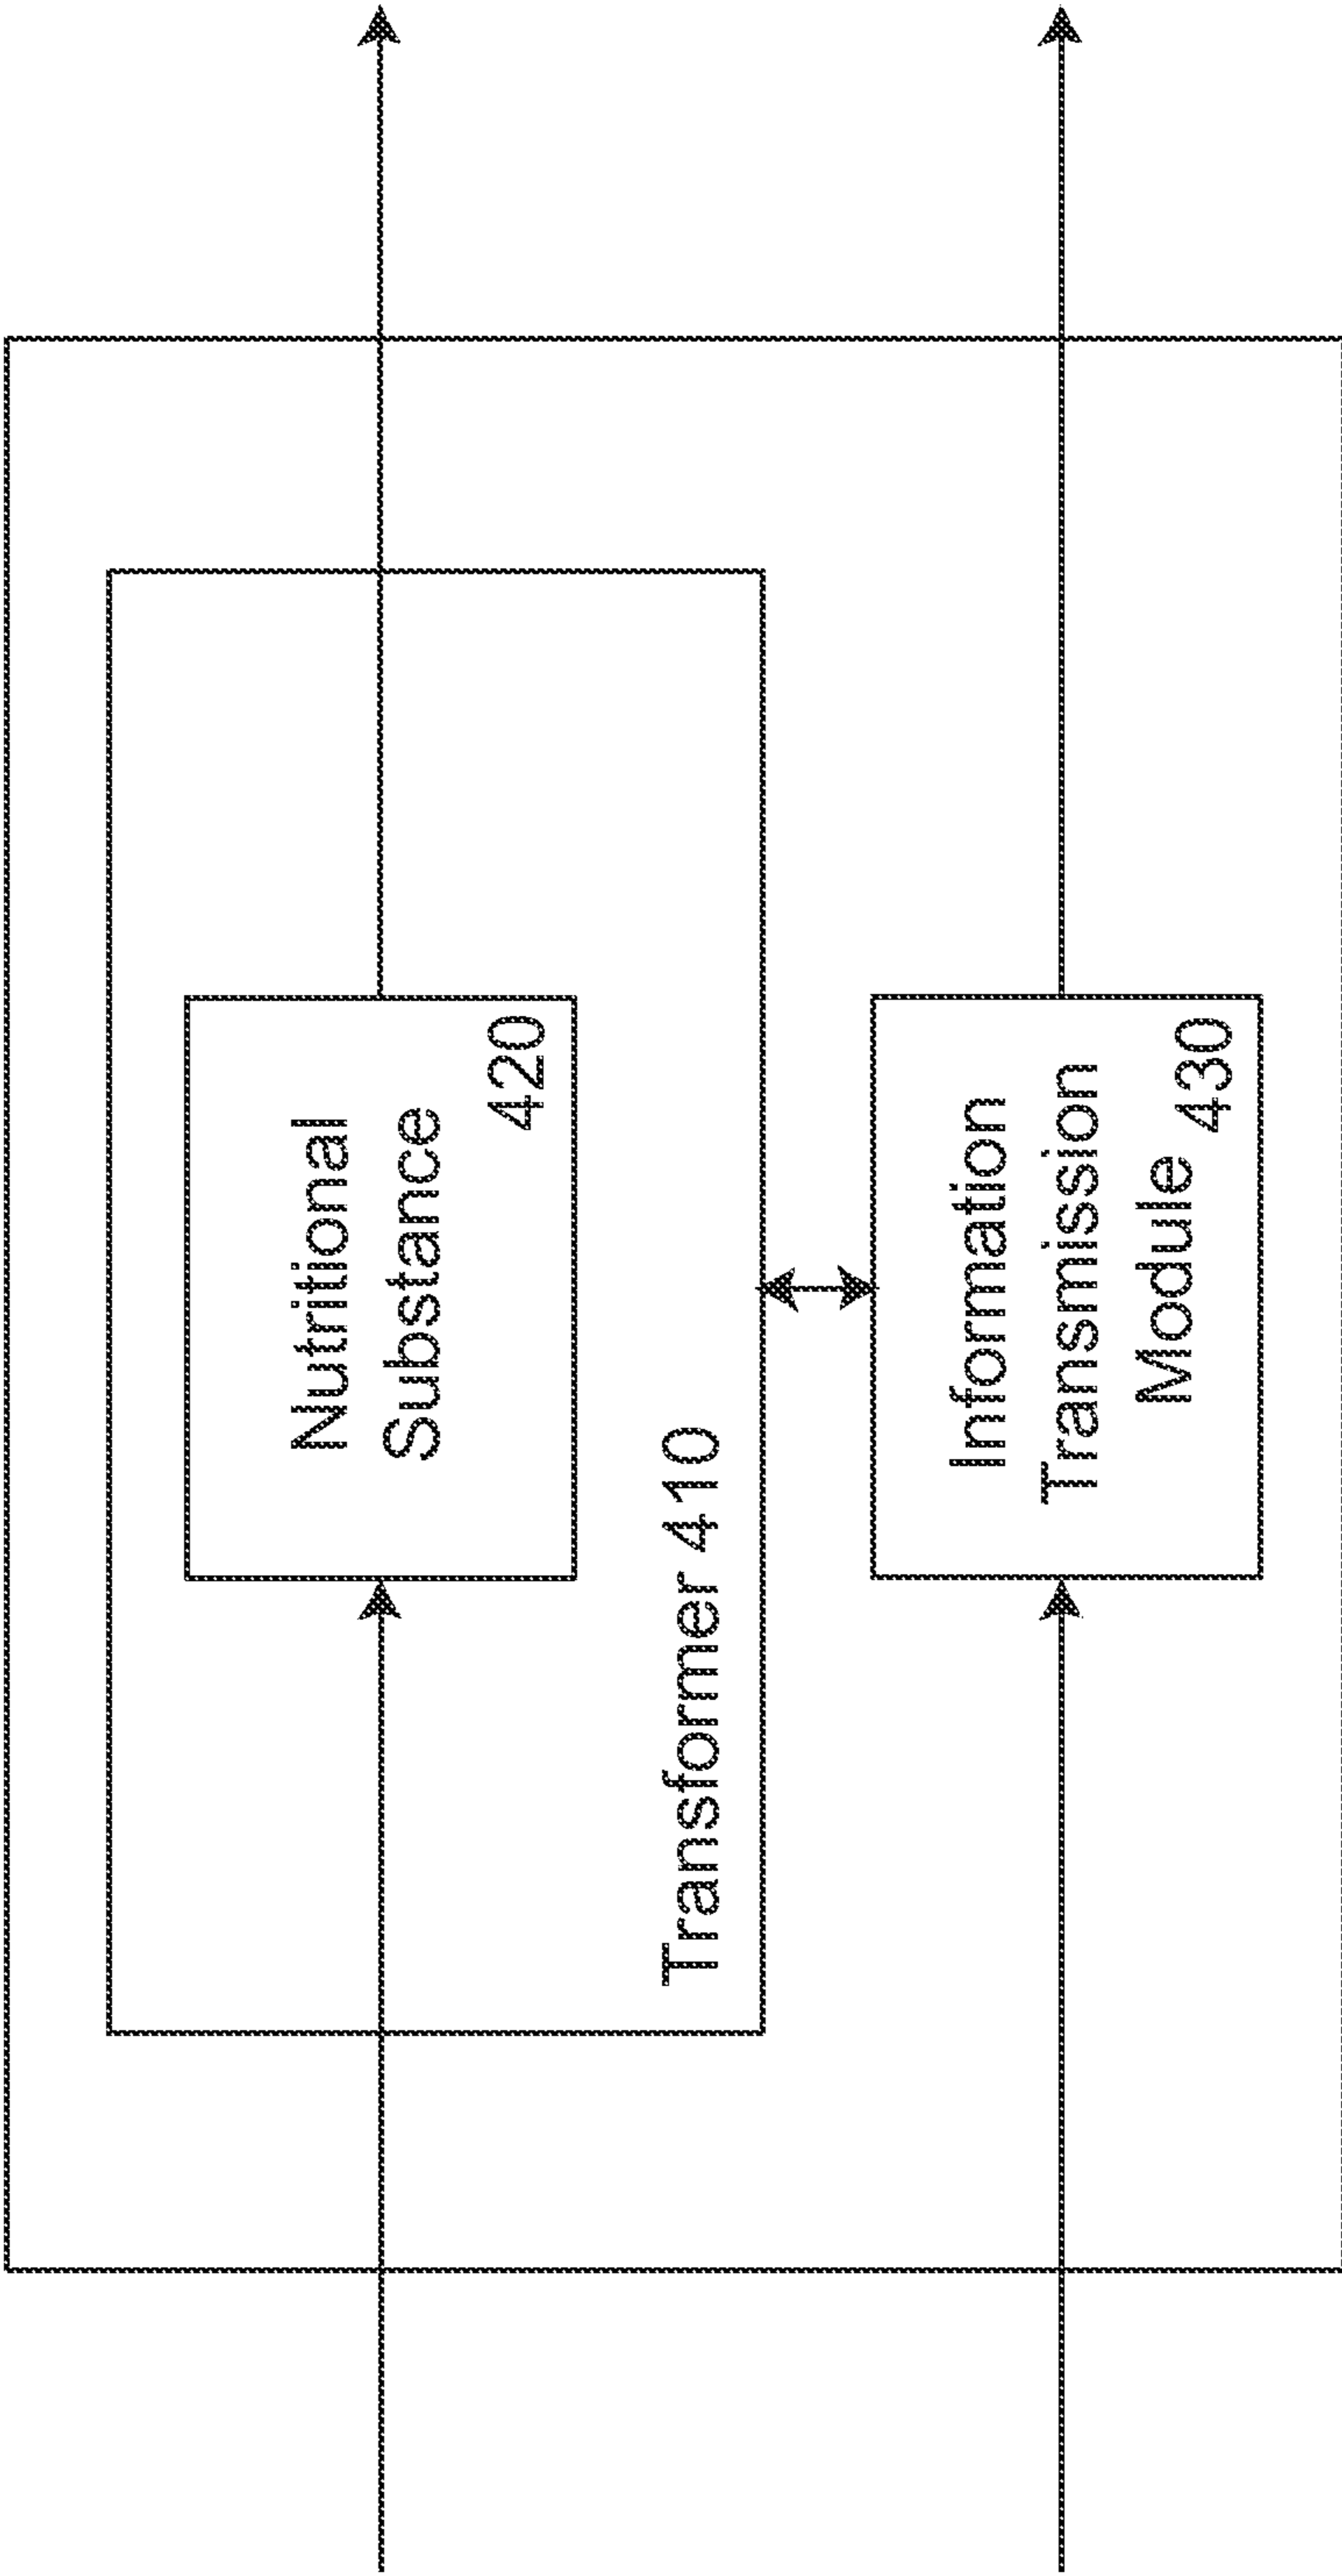 Nutritional
Substance
420
Transformer 410
Information
Transmission
Module 430